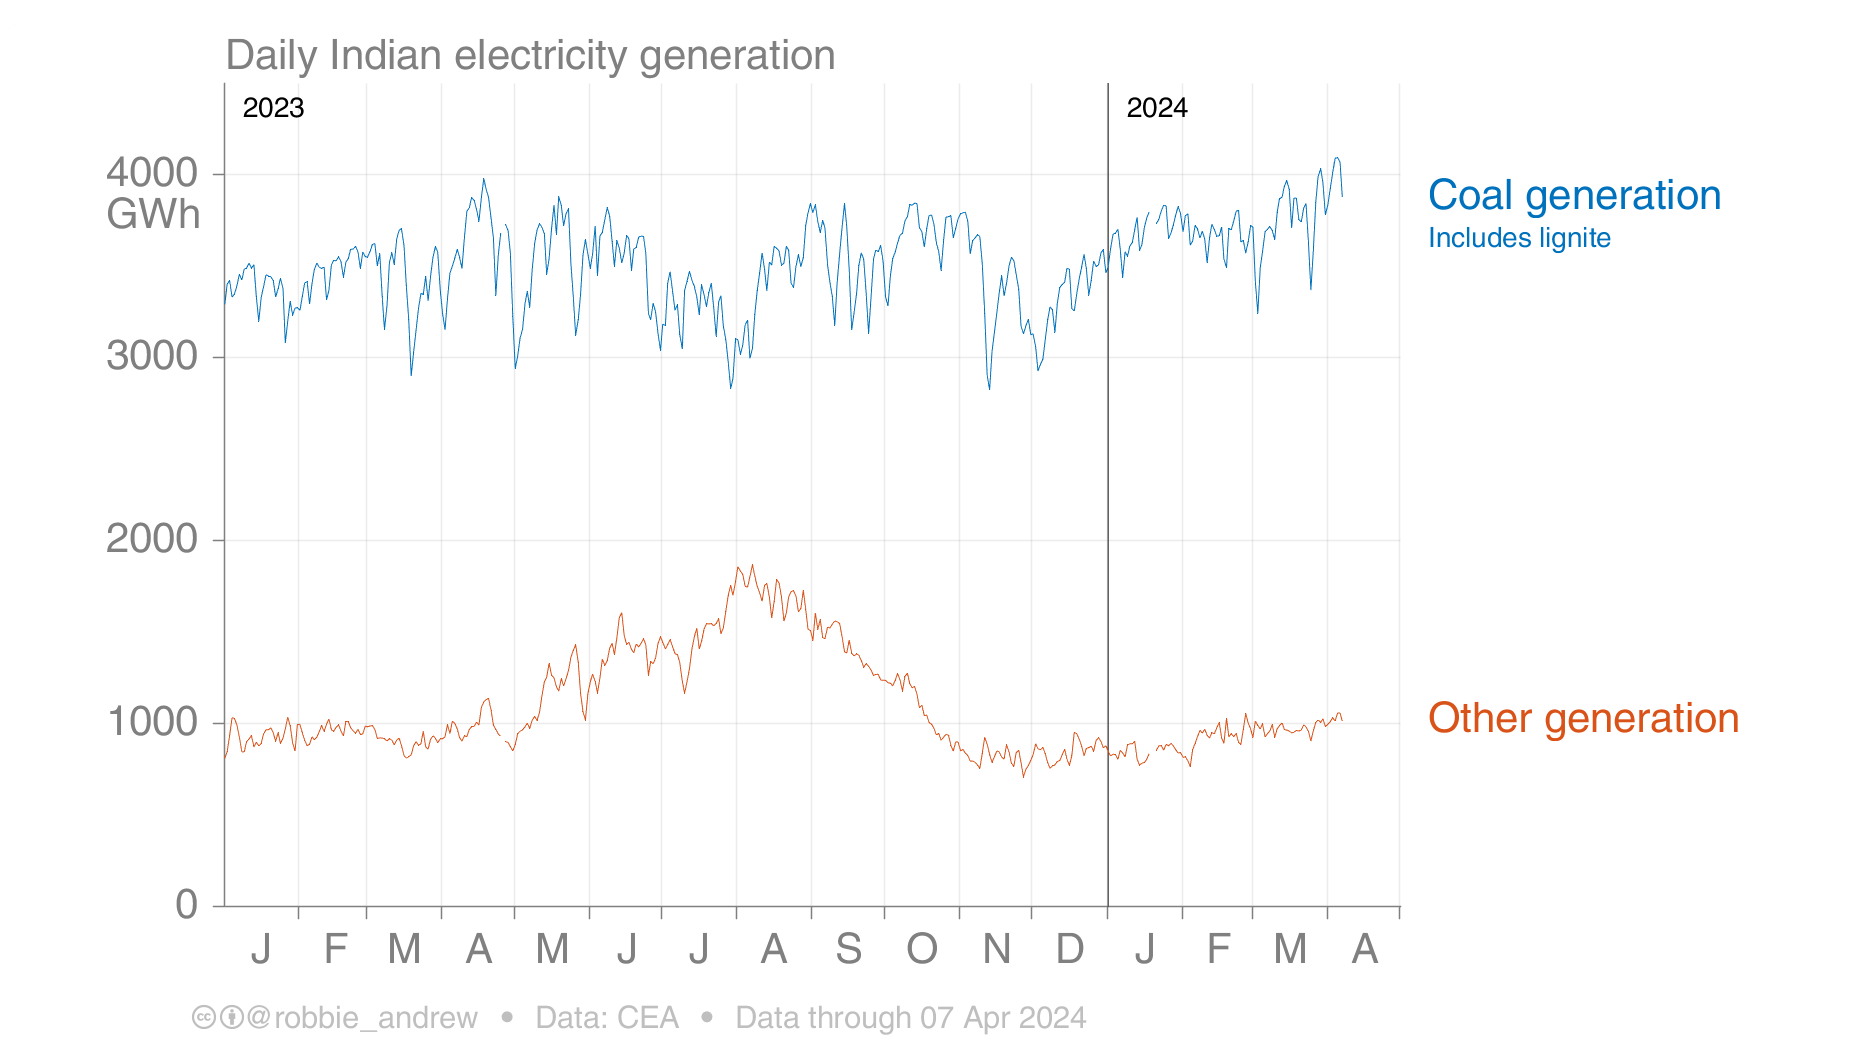 Daily Indian electricity generation
2023
2024
4000
GWh
3000
2000
1000
0
Coal generation
Includes lignite
Other generation
J F M A M J J A S O N D J F M A
@robbie_andrew • Data: CEA • Data through 07 Apr 2024